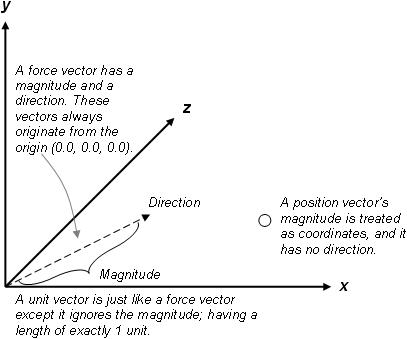 y
A force vector has a
magnitude and a
direction. These
vectors always
originate from the
origin (0.0, 0.0, 0.0).
z
Direction
A position vector's
magnitude is treated
as coordinates, and it
has no direction.
Magnitude
x
A unit vector is just like a force vector
except it ignores the magnitude; having a
length of exactly 1 unit.